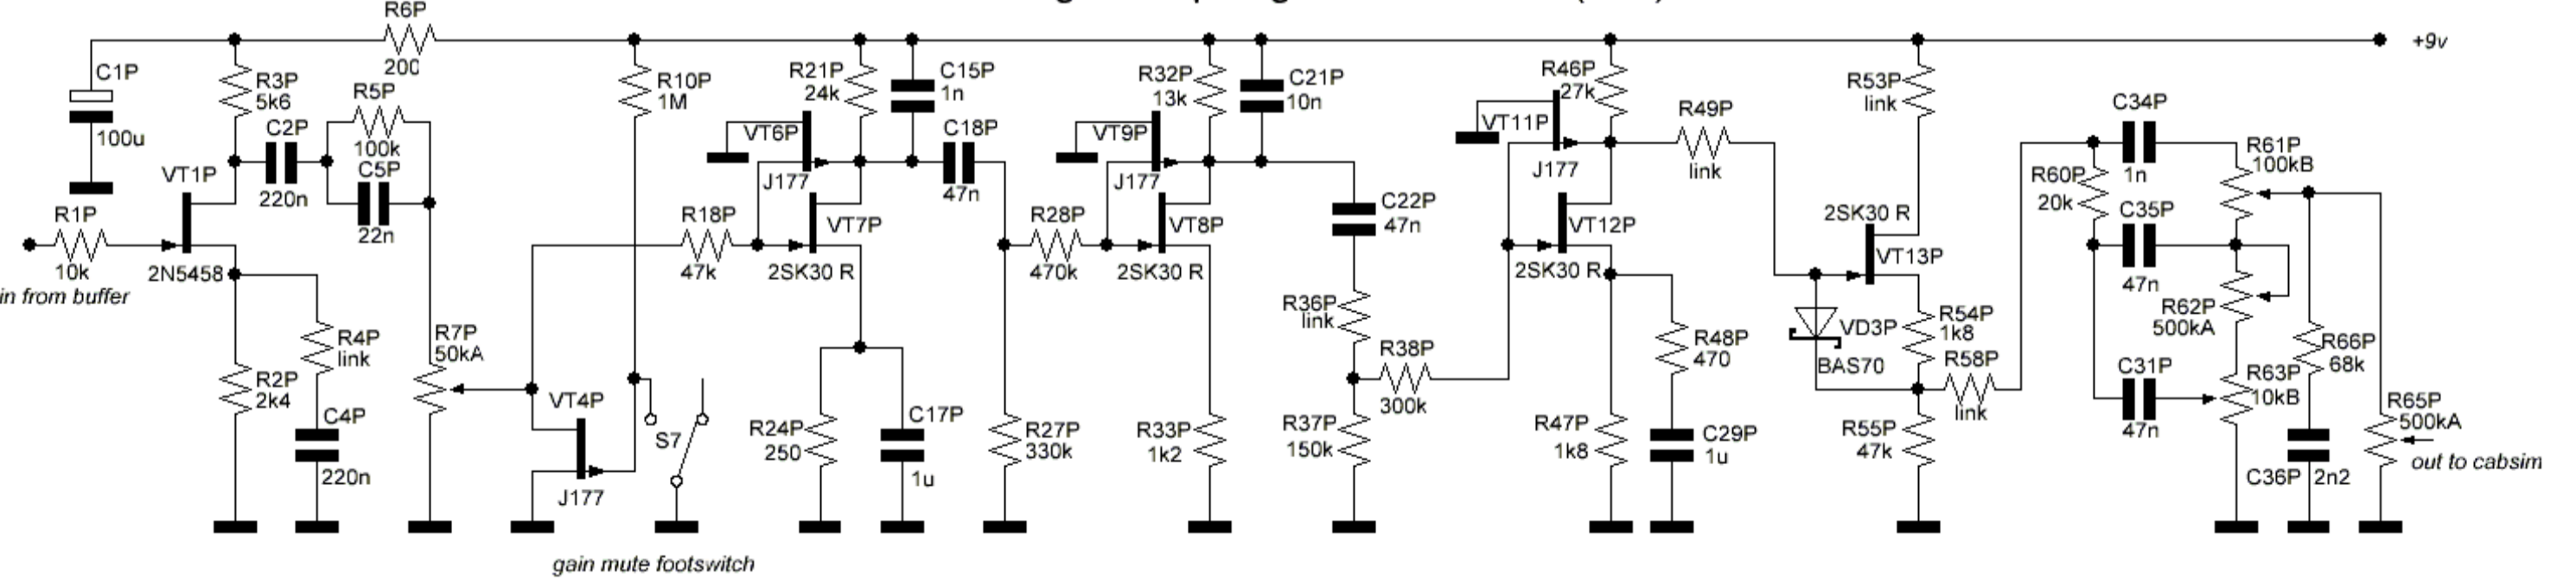 R6P
200
+9v
C1P
100u
R3P
5k6
R5P
100k
C2P
220n
C5P
22n
VT1P
2N5458
R1P
10k
in from buffer
R4P
link
R2P
2k4
C4P
220n
R7P
50kA
R10P
1M
VT4P
J177
S7
gain mute footswitch
R18P
47k
VT6P
J177
R21P
24k
C15P
1n
C18P
47n
VT7P
2SK30 R
R24P
250
C17P
1u
R28P
470k
R27P
330k
VT9P
J177
R32P
13k
C21P
10n
VT8P
2SK30 R
R33P
1k2
C22P
47n
R36P
link
R38P
300k
R37P
150k
VT11P
J177
R46P
27k
R49P
link
VT12P
2SK30 R
R48P
470
R47P
1k8
C29P
1u
R53P
link
2SK30 R
VT13P
VD3P
BAS70
R54P
1k8
R58P
link
R55P
47k
C34P
1n
R60P
20k
C35P
47n
C31P
47n
R61P
100kB
R62P
500kA
R63P
10kB
R66P
68k
C36P
2n2
R65P
500kA
out to cabsim